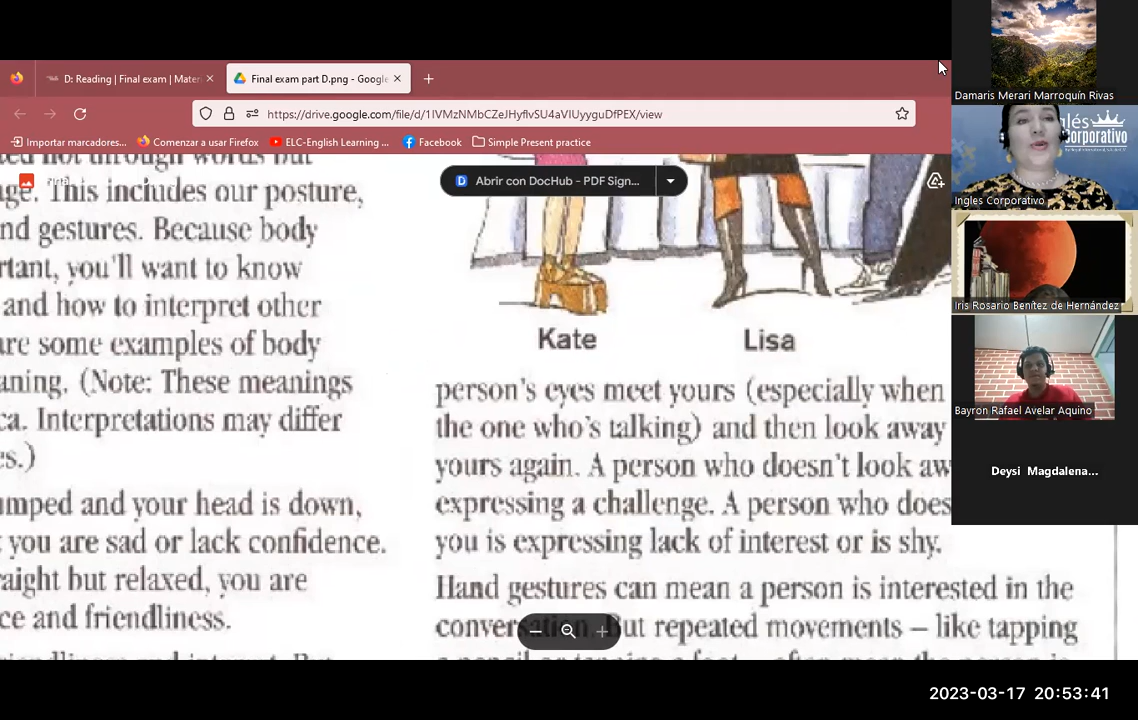 D: Reading | Final exam | Mater
Final exam part D.png - Google
https://drive.google.com/file/d/1IVMzNMbCZeJHyflvSU4aVIUyyguDfPEX/view
Importar marcadores...
Comenzar a usar Firefox
ELC-English Learning ...
Facebook
Simple Present practice
Abrir con DocHub - PDF Sign...
not through words but
This includes our posture,
nd gestures. Because body
rtant, you'll want to know
and how to interpret other
are some examples of body
aning. (Note: These meanings
ca. Interpretations may differ
es.)
umped and your head is down,
you are sad or lack confidence.
raight but relaxed, you are
ce and friendliness.
Kate
Lisa
person's eyes meet yours (especially when
the one who's talking) and then look away
yours again. A person who doesn't look aw
expressing a challenge. A person who does
you is expressing lack of interest or is shy.
Hand gestures can mean a person is interested in the
But repeated movements – like tapping
Damaris Merari Marroquín Rivas
Inglés
Corporativo
Ingles Corporativo
Iris Rosario Benítez de Hernández
Bayron Rafael Avelar Aquino
Deysi Magdalena...
2023-03-17 20:53:41